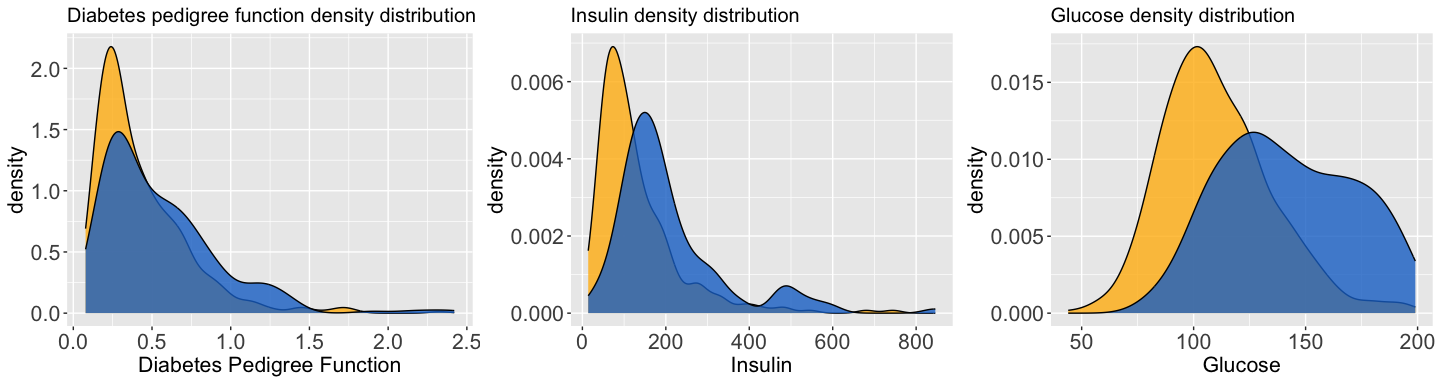 Diabetes pedigree function density distribution
density
2.0
1.5
1.0
0.5
0.0
0.0 0.5 1.0 1.5 2.0 2.5
Diabetes Pedigree Function
Insulin density distribution
density
0.006
0.004
0.002
0.000
0 200 400 600 800
Insulin
Glucose density distribution
density
0.015
0.010
0.005
0.000
50 100 150 200
Glucose